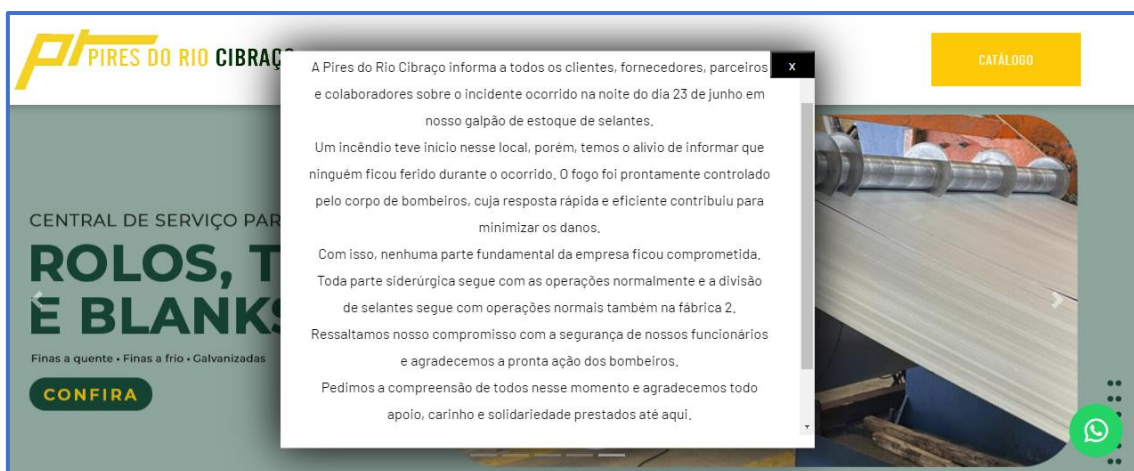 PIRES DO RIO CIBRAÇ
CATÁLOGO
x
A Pires do Rio Cibraço informa a todos os clientes, fornecedores, parceiros
e colaboradores sobre o incidente ocorrido na noite do dia 23 de junho em
nosso galpão de estoque de selantes.
Um incêndio teve início nesse local, porém, temos o alívio de informar que
ninguém ficou ferido durante o ocorrido. O fogo foi prontamente controlado
pelo corpo de bombeiros, cuja resposta rápida e eficiente contribuiu para
minimizar os danos.
Com isso, nenhuma parte fundamental da empresa ficou comprometida.
Toda parte siderúrgica segue com as operações normalmente e a divisão
de selantes segue com operações normais também na fábrica 2.
Ressaltamos nosso compromisso com a segurança de nossos funcionários
e agradecemos a pronta ação dos bombeiros.
Pedimos a compreensão de todos nesse momento e agradecemos todo
apoio, carinho e solidariedade prestados até aqui.
CENTRAL DE SERVIÇO PAR
ROLOS, T
E BLANKS
Finas a quente • Finas a frio • Galvanizadas
CONFIRA